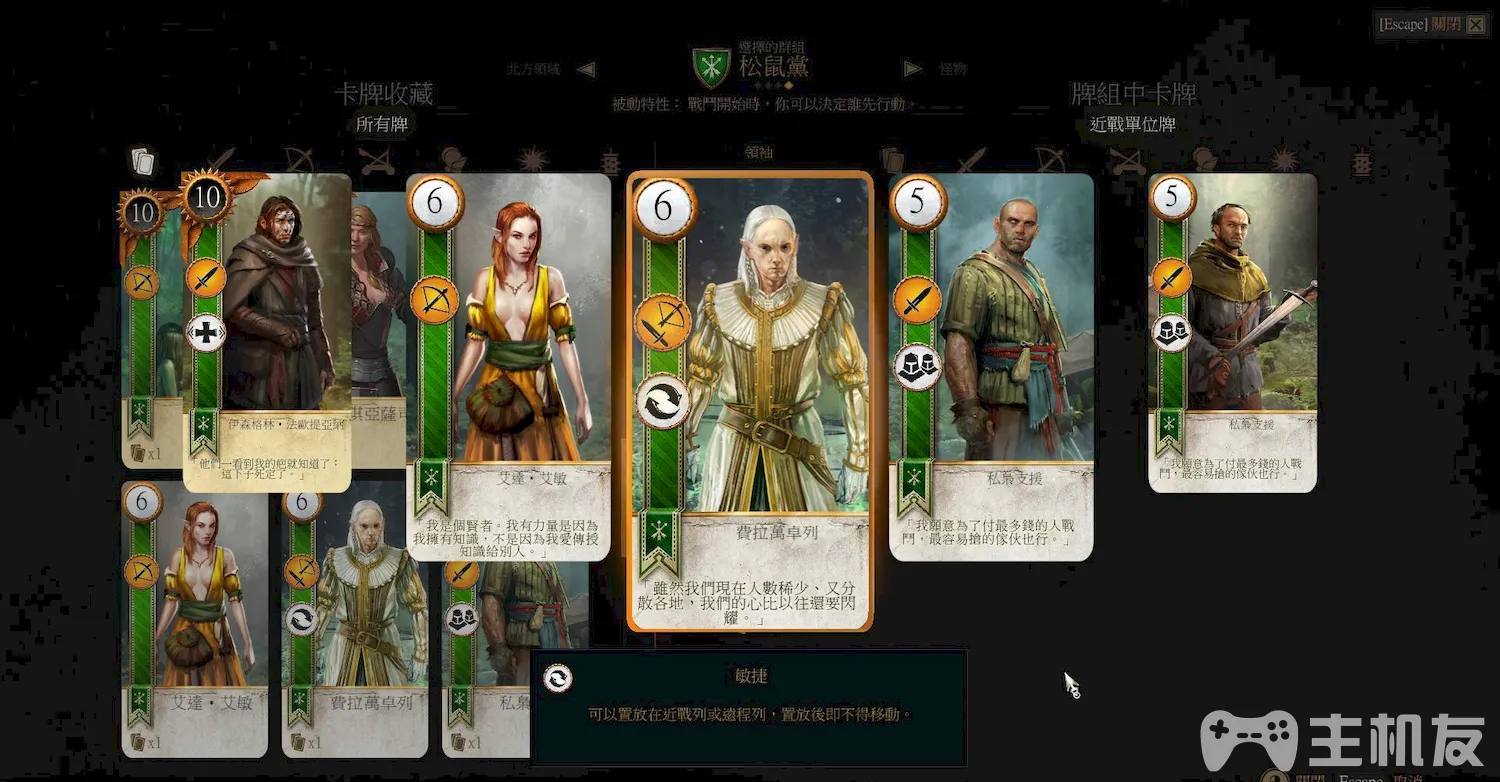 [Escape] 關閉
選擇的群組
北方領域
松鼠黨
怪物
卡牌收藏
被動特性：戰鬥開始時，你可以決定誰先行動。
牌組中卡牌
所有牌
近戰單位牌
領袖
10
10
6
6
5
5
伊森格林·法歐提亞納
「他們一看到我的疤就知道了：
這下子死定了。」
x1
艾達·艾敏
「我是個賢者。我有力量是因為
我擁有知識，不是因為我愛傳授
知識給別人。」
費拉萬卓列
「雖然我們現在人數稀少、又分
散各地，我們的心比以往還要閃
耀。」
私梟支援
「我願意為了付最多錢的人戰
鬥，最容易搶的傢伙也行。」
私梟支援
「我願意為了付最多錢的人戰
鬥，最容易搶的傢伙也行。」
6
6
艾達·艾敏
費拉萬卓列
私梟
x1
x1
x1
敏捷
可以置放在近戰列或遠程列，置放後即不得移動。
主机友
關閉
Escape 取消